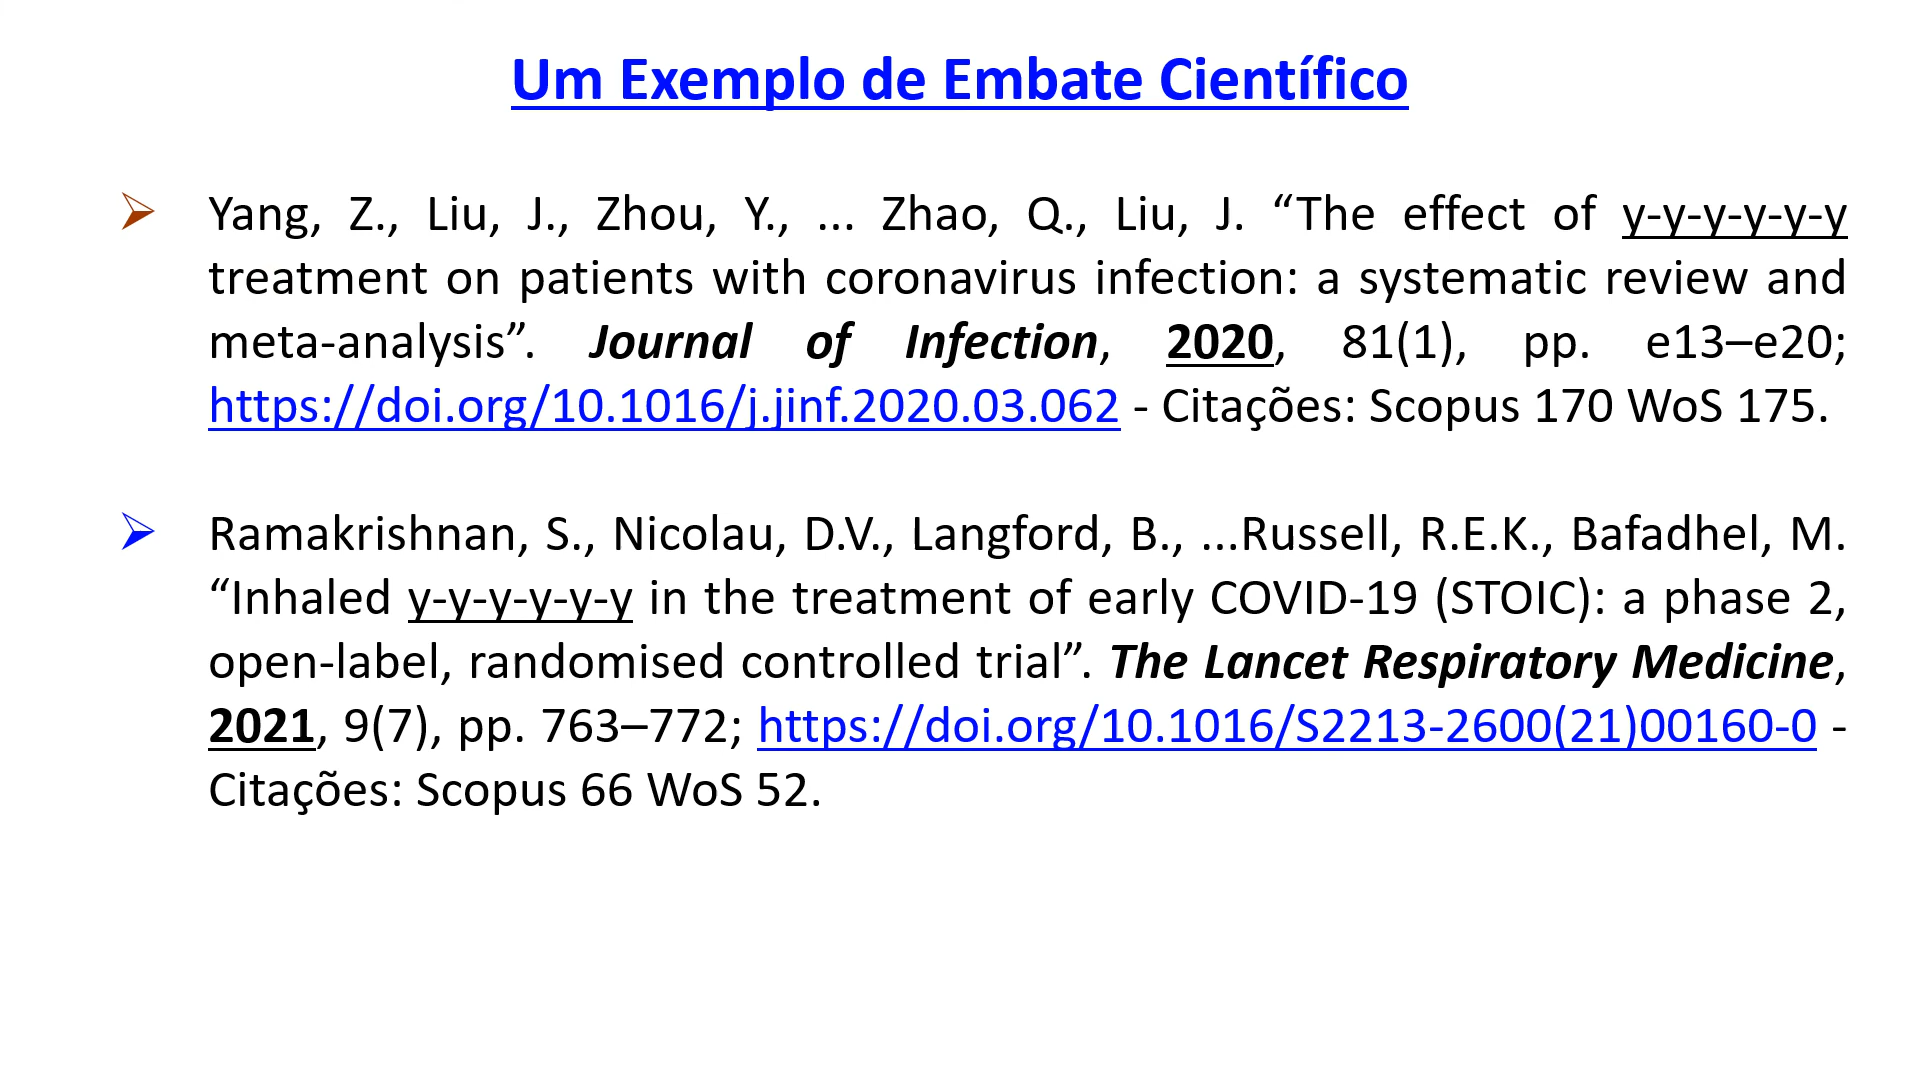 Um Exemplo de Embate Científico
Yang, Z., Liu, J., Zhou, Y., ... Zhao, Q., Liu, J. “The effect of y-y-y-y-y-y
treatment on patients with coronavirus infection: a systematic review and
meta-analysis”. Journal of Infection, 2020, 81(1), pp. e13–e20;
https://doi.org/10.1016/j.jinf.2020.03.062 - Citações: Scopus 170 WoS 175.
Ramakrishnan, S., Nicolau, D.V., Langford, B., ...Russell, R.E.K., Bafadhel, M.
“Inhaled y-y-y-y-y-y in the treatment of early COVID-19 (STOIC): a phase 2,
open-label, randomised controlled trial”. The Lancet Respiratory Medicine,
2021, 9(7), pp. 763–772; https://doi.org/10.1016/S2213-2600(21)00160-0 -
Citações: Scopus 66 WoS 52.